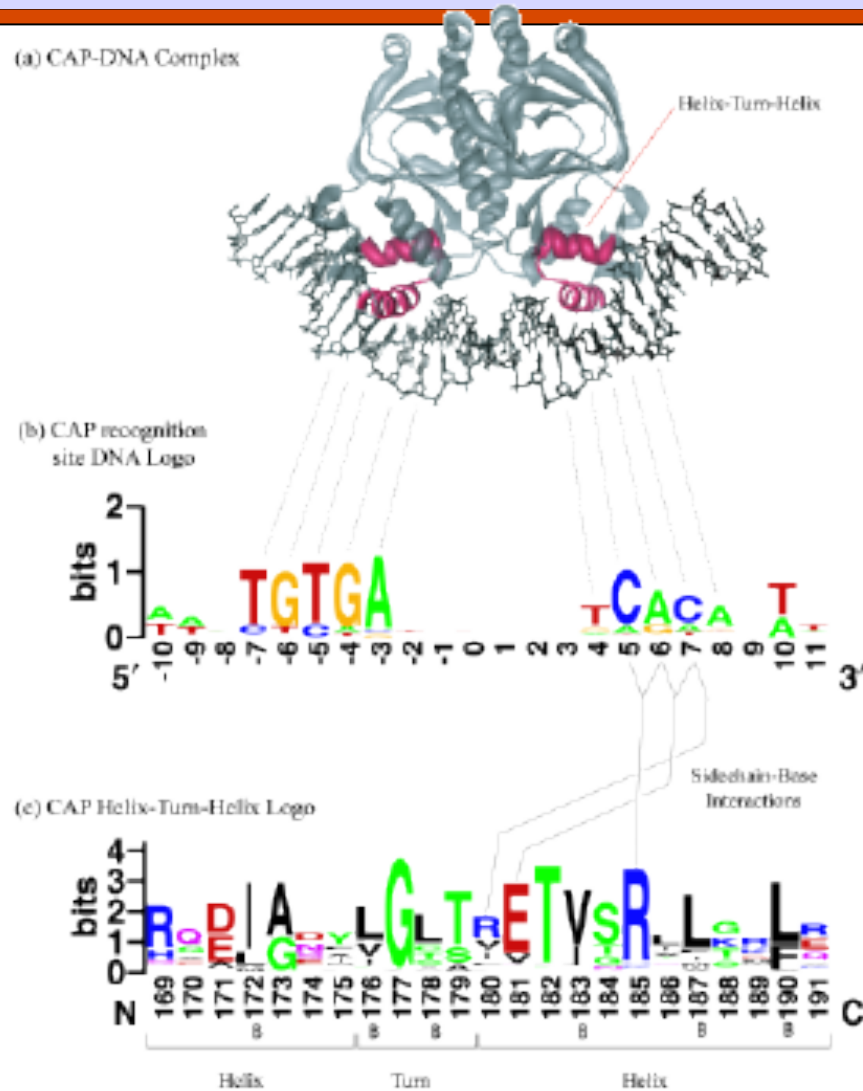 (a) CAP-DNA Complex
Helix-Turn-Helix
(b) CAP recognition
site DNA Logo
2
1
0
bits
TGTGA
TCACA
T
5′
-10 -9 -8 -7 -6 -5 -4 -3 -2 -1 0 1 2 3 4 5 6 7 8 9 10 11
3′
Sidechain-Base
Interactions
(c) CAP Helix-Turn-Helix Logo
4
3
2
1
0
bits
N
169 170 171 172 173 174 175 176 177 178 179 180 181 182 183 184 185 186 187 188 189 190 191
C
Helix
Turn
Helix